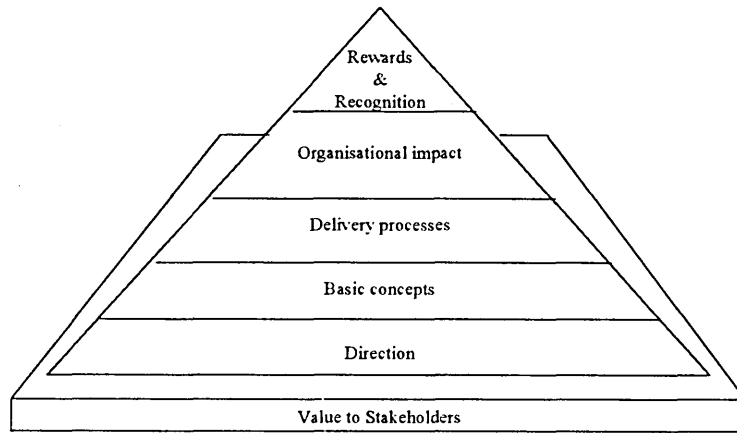 Rewards
&
Recognition
Organisational impact
Delivery processes
Basic concepts
Direction
Value to Stakeholders